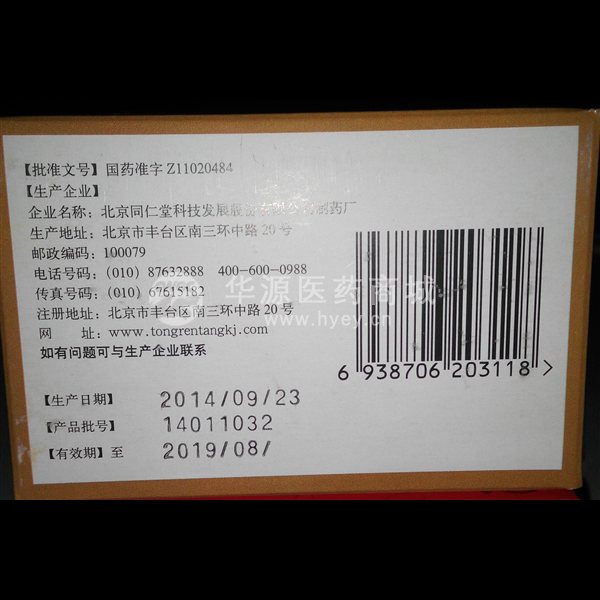 【批准文号】国药准字 Z11020484
【生产企业】
企业名称：北京同仁堂科技发展股份有限公司制药厂
生产地址：北京市丰台区南三环中路 20 号
邮政编码：100079
电话号码：(010) 87632888 400-600-0988
传真号码：(010) 67615182
注册地址：北京市丰台区南三环中路 20 号
网 址：www.tongrentangkj.com
如有问题可与生产企业联系
华源医药商城
www.hyey.cn
6 938706 203118 >
【生产日期】 2014/09/23
【产品批号】 14011032
【有效期】至 2019/08/